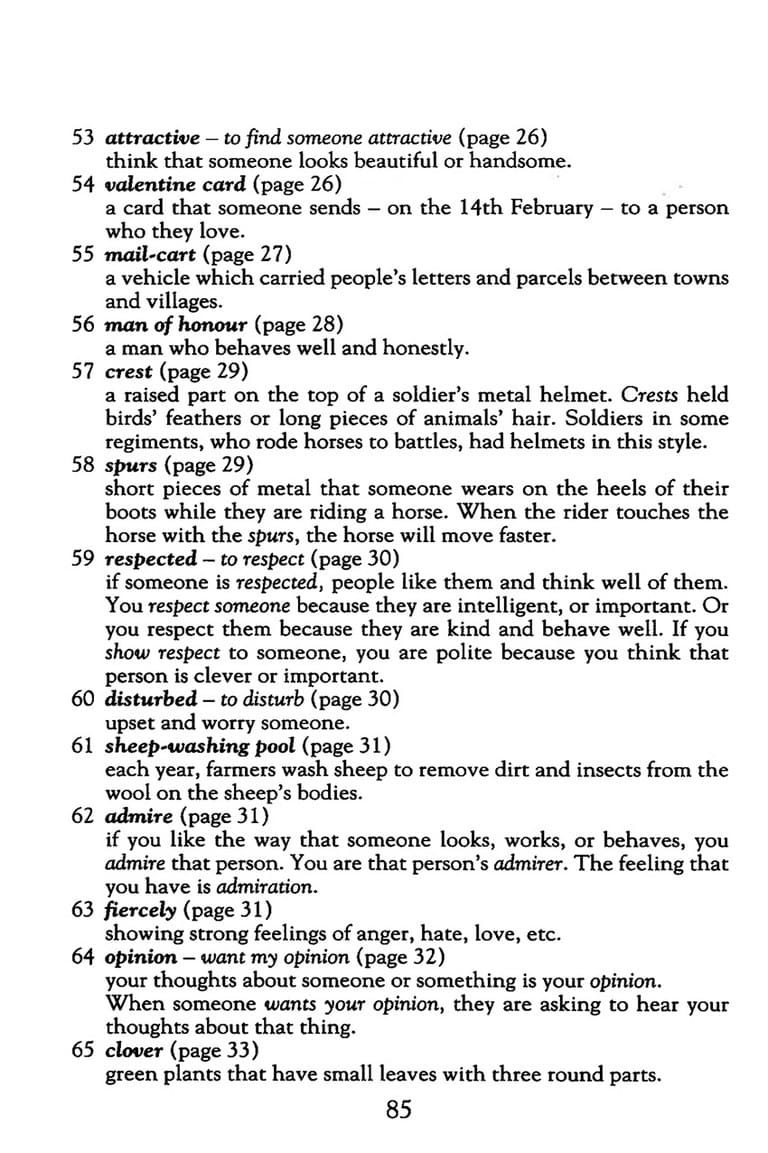 53 attractive – to find someone attractive (page 26)
think that someone looks beautiful or handsome.
54 valentine card (page 26)
a card that someone sends – on the 14th February – to a person
who they love.
55 mail-cart (page 27)
a vehicle which carried people's letters and parcels between towns
and villages.
56 man of honour (page 28)
a man who behaves well and honestly.
57 crest (page 29)
a raised part on the top of a soldier's metal helmet. Crests held
birds' feathers or long pieces of animals' hair. Soldiers in some
regiments, who rode horses to battles, had helmets in this style.
58 spurs (page 29)
short pieces of metal that someone wears on the heels of their
boots while they are riding a horse. When the rider touches the
horse with the spurs, the horse will move faster.
59 respected – to respect (page 30)
if someone is respected, people like them and think well of them.
You respect someone because they are intelligent, or important. Or
you respect them because they are kind and behave well. If you
show respect to someone, you are polite because you think that
person is clever or important.
60 disturbed – to disturb (page 30)
upset and worry someone.
61 sheep-washing pool (page 31)
each year, farmers wash sheep to remove dirt and insects from the
wool on the sheep's bodies.
62 admire (page 31)
if you like the way that someone looks, works, or behaves, you
admire that person. You are that person's admirer. The feeling that
you have is admiration.
63 fiercely (page 31)
showing strong feelings of anger, hate, love, etc.
64 opinion – want my opinion (page 32)
your thoughts about someone or something is your opinion.
When someone wants your opinion, they are asking to hear your
thoughts about that thing.
65 clover (page 33)
green plants that have small leaves with three round parts.
85